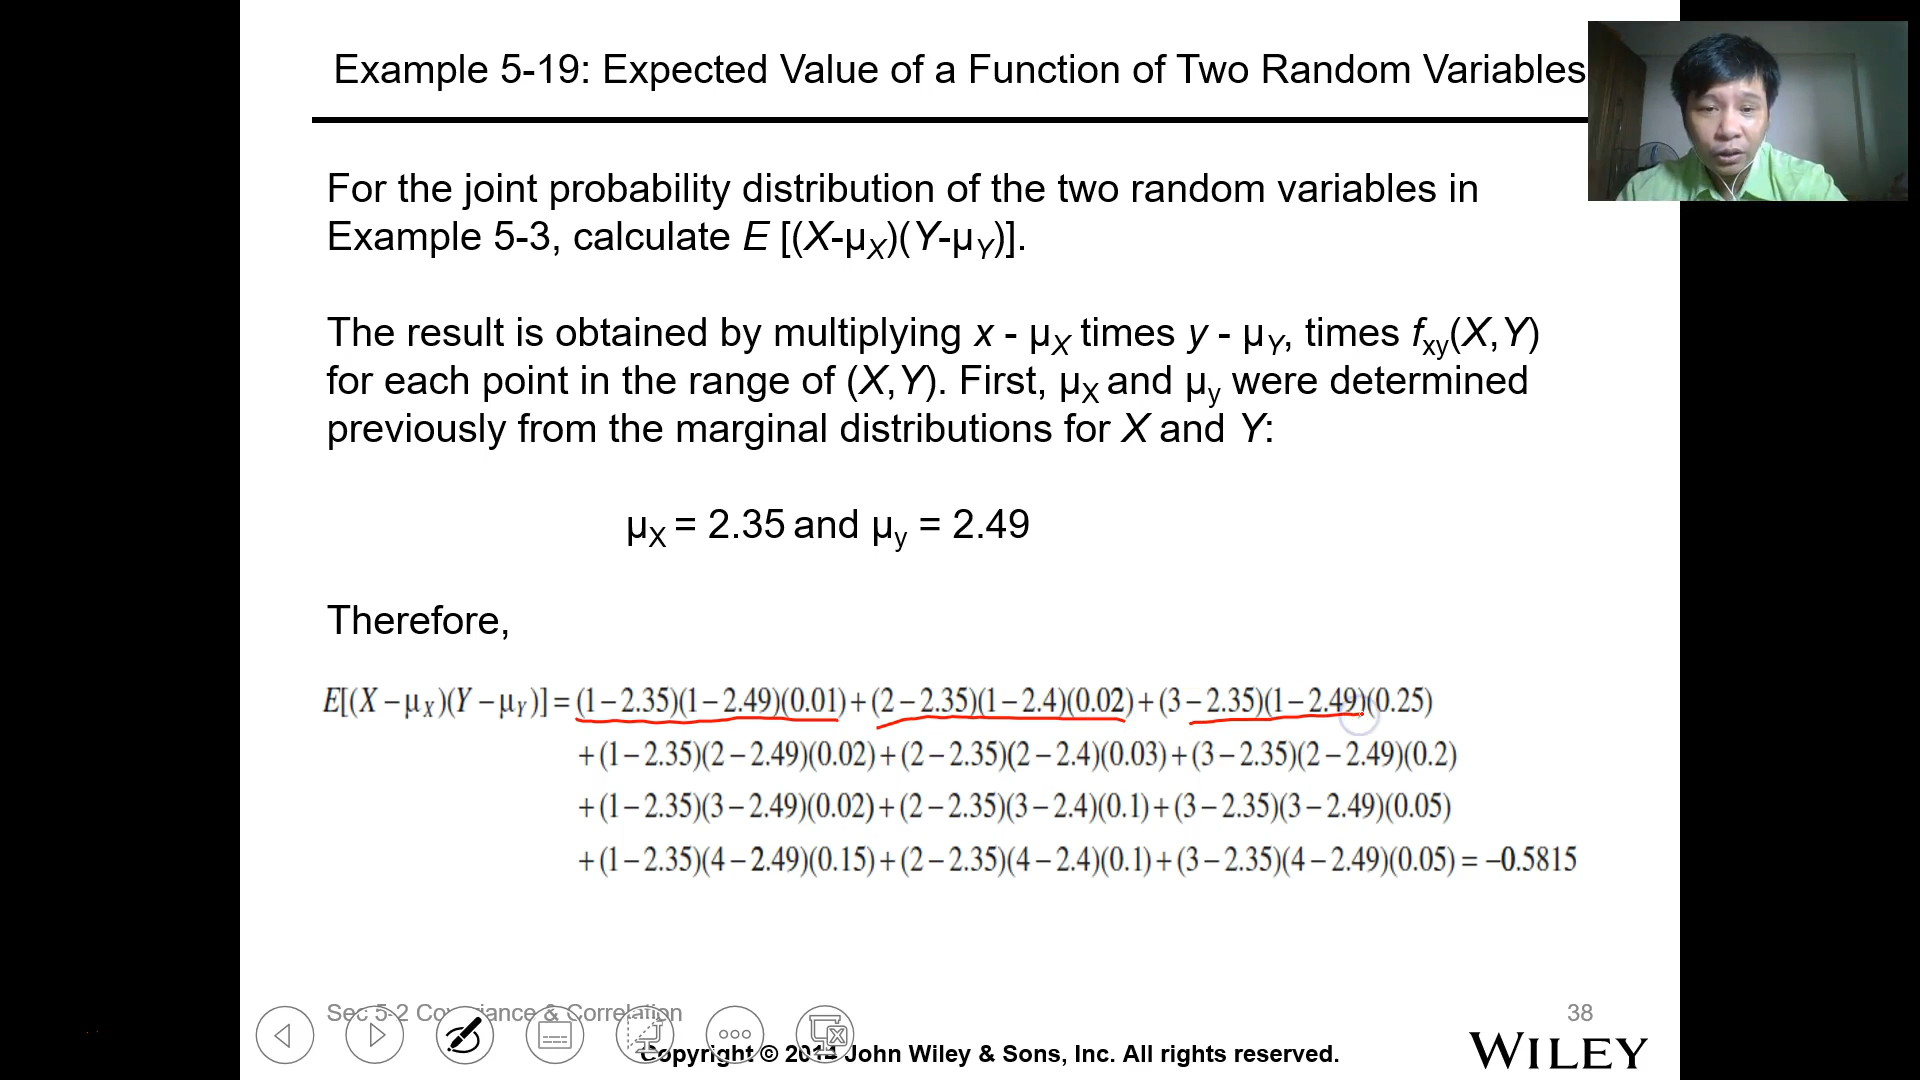 Example 5-19: Expected Value of a Function of Two Random Variables
For the joint probability distribution of the two random variables in
Example 5-3, calculate E [(X-μX)(Y-μY)].
The result is obtained by multiplying x - μX times y - μY, times fxy(X,Y)
for each point in the range of (X,Y). First, μX and μy were determined
previously from the marginal distributions for X and Y:
μX = 2.35 and μy = 2.49
Therefore,
E[(X−μX)(Y−μY)]=(1−2.35)(1−2.49)(0.01)+(2−2.35)(1−2.4)(0.02)+(3−2.35)(1−2.49)(0.25)
+(1−2.35)(2−2.49)(0.02)+(2−2.35)(2−2.4)(0.03)+(3−2.35)(2−2.49)(0.2)
+(1−2.35)(3−2.49)(0.02)+(2−2.35)(3−2.4)(0.1)+(3−2.35)(3−2.49)(0.05)
+(1−2.35)(4−2.49)(0.15)+(2−2.35)(4−2.4)(0.1)+(3−2.35)(4−2.49)(0.05)=−0.5815
Sec 5-2 Covariance & Correlation
38
Copyright © 2014 John Wiley & Sons, Inc. All rights reserved.
WILEY